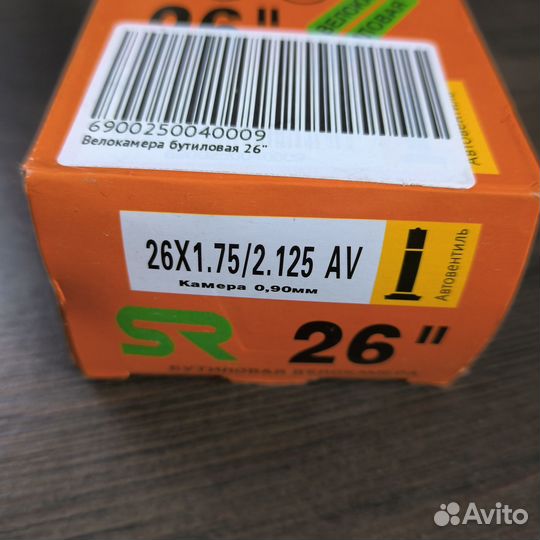 26"
6900250040009
Велокамера бутиловая 26"
Автовентиль
26X1.75/2.125 AV
Камера 0,90мм
Автовентиль
SR 26"
БУТИЛОВАЯ ВЕЛОКАМЕРА
Avito